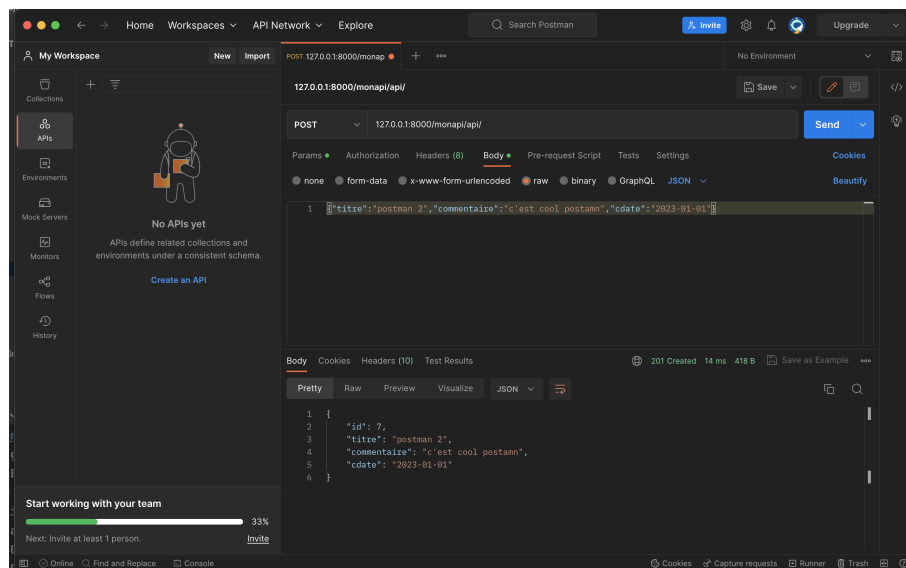 Home Workspaces API Network Explore Search Postman Invite Upgrade
My Workspace New Import POST 127.0.0.1:8000/monap No Environment
Collections
APIs
Environments
Mock Servers
Monitors
Flows
History
No APIs yet
APIs define related collections and
environments under a consistent schema.
Create an API
Start working with your team
33%
Next: Invite at least 1 person. Invite
127.0.0.1:8000/monapi/api/ Save
POST 127.0.0.1:8000/monapi/api/ Send
Params Authorization Headers (8) Body Pre-request Script Tests Settings Cookies
none form-data x-www-form-urlencoded raw binary GraphQL JSON Beautify
1 {"titre":"postman 2","commentaire":"c'est cool postamn","cdate":"2023-01-01"}
Body Cookies Headers (10) Test Results 201 Created 14 ms 418 B Save as Example
Pretty Raw Preview Visualize JSON
1 {
2 "id": 7,
3 "titre": "postman 2",
4 "commentaire": "c'est cool postamn",
5 "cdate": "2023-01-01"
6 }
Online Find and Replace Console Cookies Capture requests Runner Trash